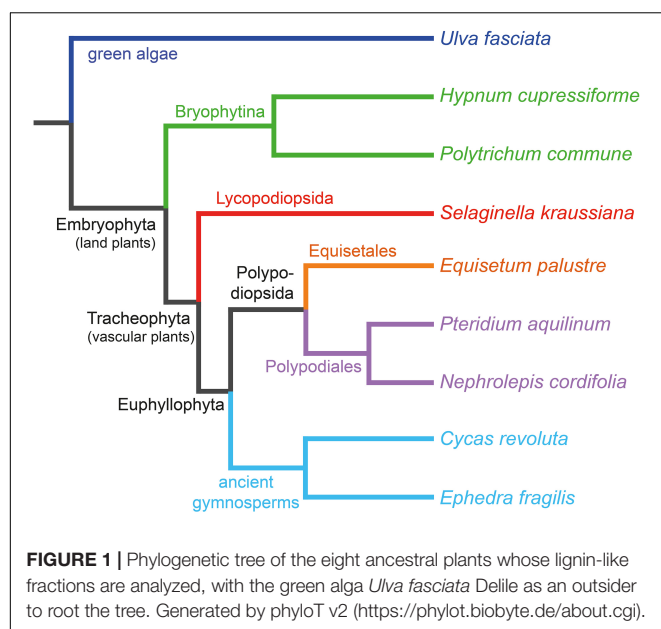 Ulva fasciata
green algae
Hypnum cupressiforme
Bryophytina
Polytrichum commune
Lycopodiopsida
Selaginella kraussiana
Embryophyta
(land plants)
Equisetales
Equisetum palustre
Polypo-
diopsida
Tracheophyta
(vascular plants)
Pteridium aquilinum
Polypodiales
Nephrolepis cordifolia
Euphyllophyta
Cycas revoluta
ancient
gymnosperms
Ephedra fragilis
FIGURE 1 | Phylogenetic tree of the eight ancestral plants whose lignin-like
fractions are analyzed, with the green alga Ulva fasciata Delile as an outsider
to root the tree. Generated by phyloT v2 (https://phylot.biobyte.de/about.cgi).